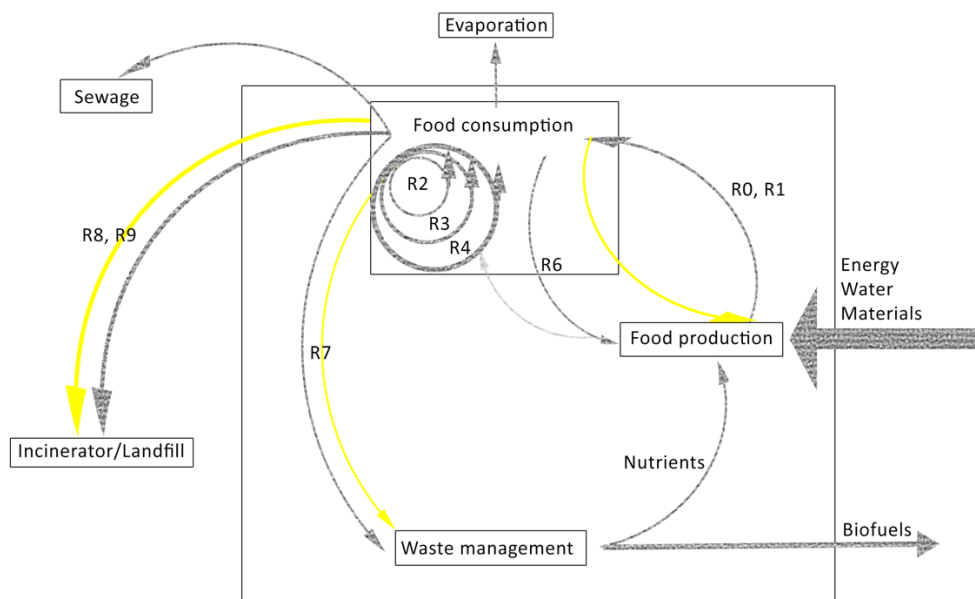 Evaporation
Sewage
Food consumption
R2
R0, R1
R3
R8, R9
R4
R6
Energy
Water
Materials
Food production
R7
Incinerator/Landfill
Nutrients
Biofuels
Waste management